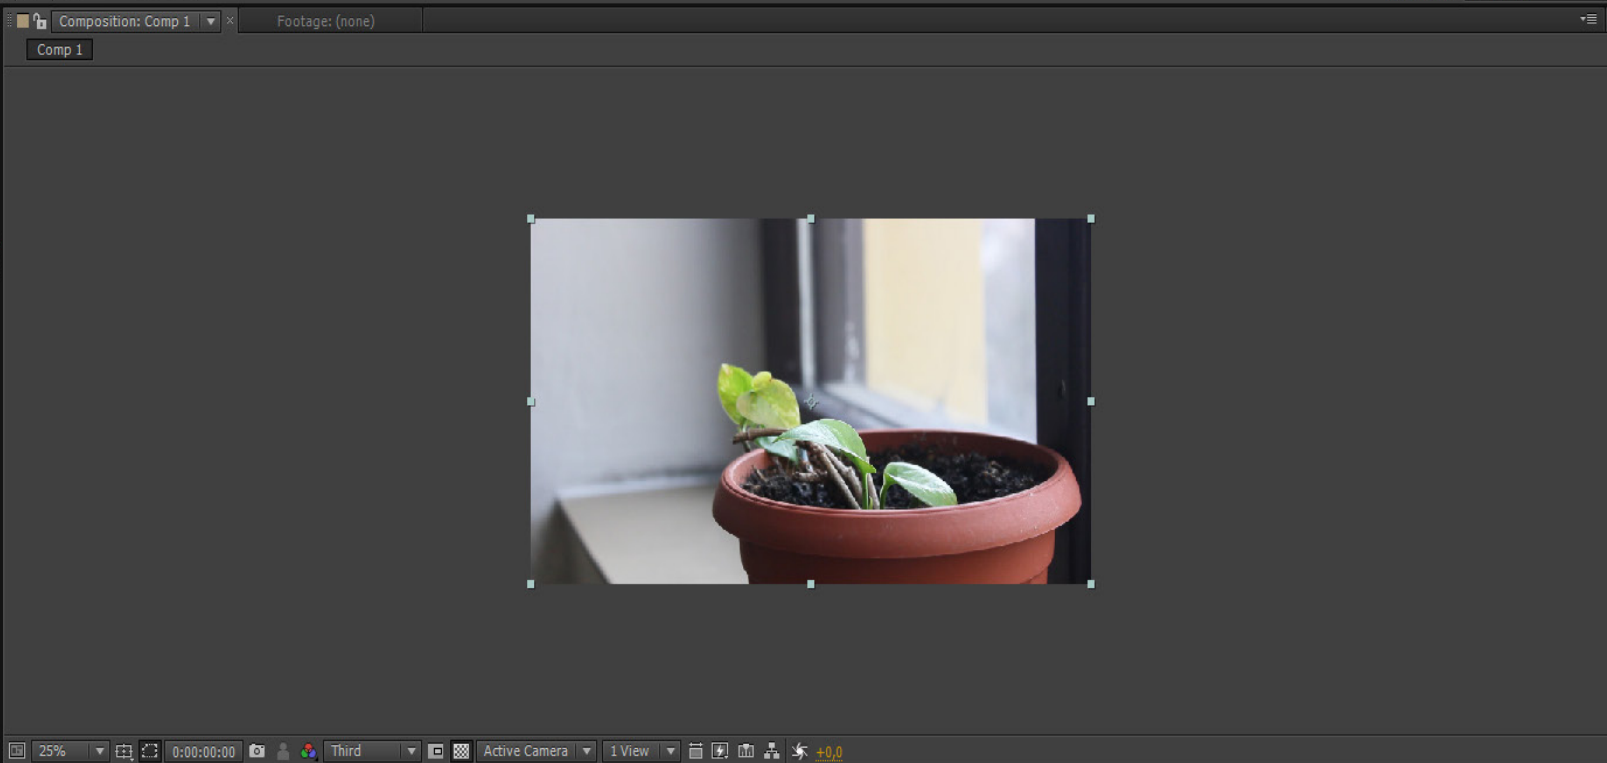 Composition: Comp 1
Footage: (none)
Comp 1
25%
0:00:00:00
Third
Active Camera
1 View
+0,0